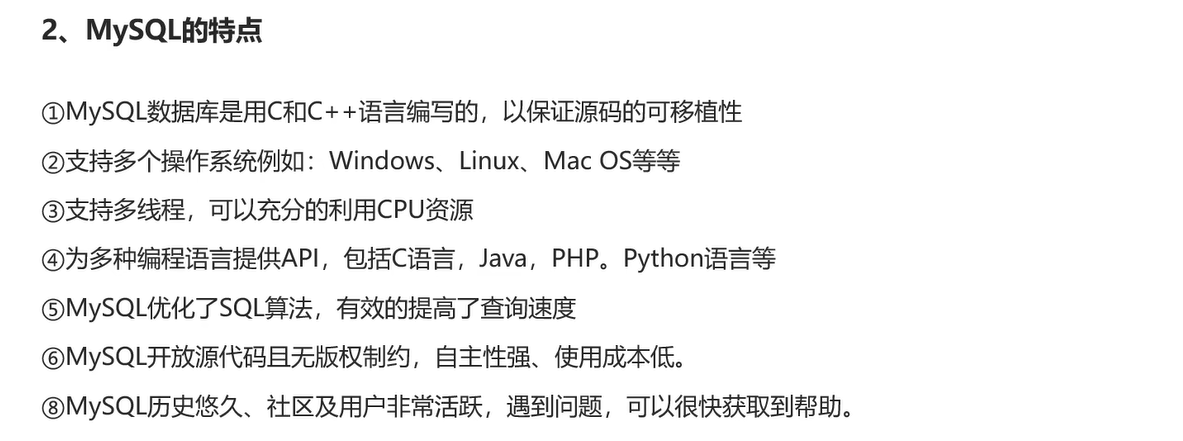 2、MySQL的特点
①MySQL数据库是用C和C++语言编写的，以保证源码的可移植性
②支持多个操作系统例如：Windows、Linux、Mac OS等等
③支持多线程，可以充分的利用CPU资源
④为多种编程语言提供API，包括C语言，Java，PHP。Python语言等
⑤MySQL优化了SQL算法，有效的提高了查询速度
⑥MySQL开放源代码且无版权制约，自主性强、使用成本低。
⑧MySQL历史悠久、社区及用户非常活跃，遇到问题，可以很快获取到帮助。